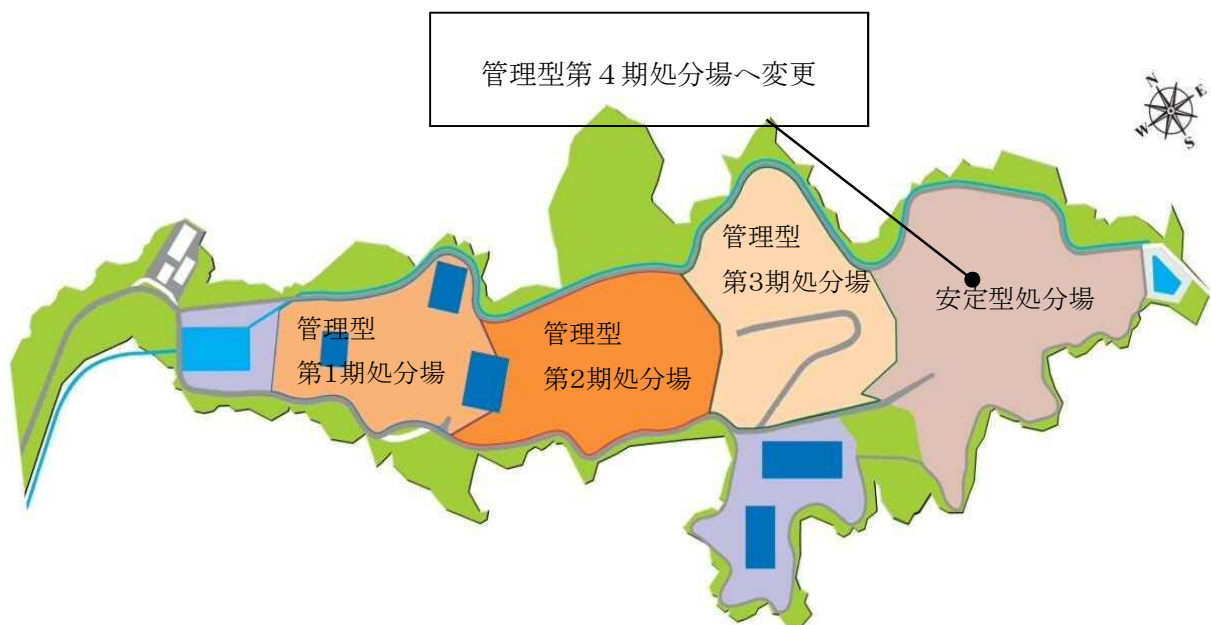 管理型第４期処分場へ変更
N
E
W
S
管理型
第3期処分場
安定型処分場
管理型
第1期処分場
管理型
第2期処分場